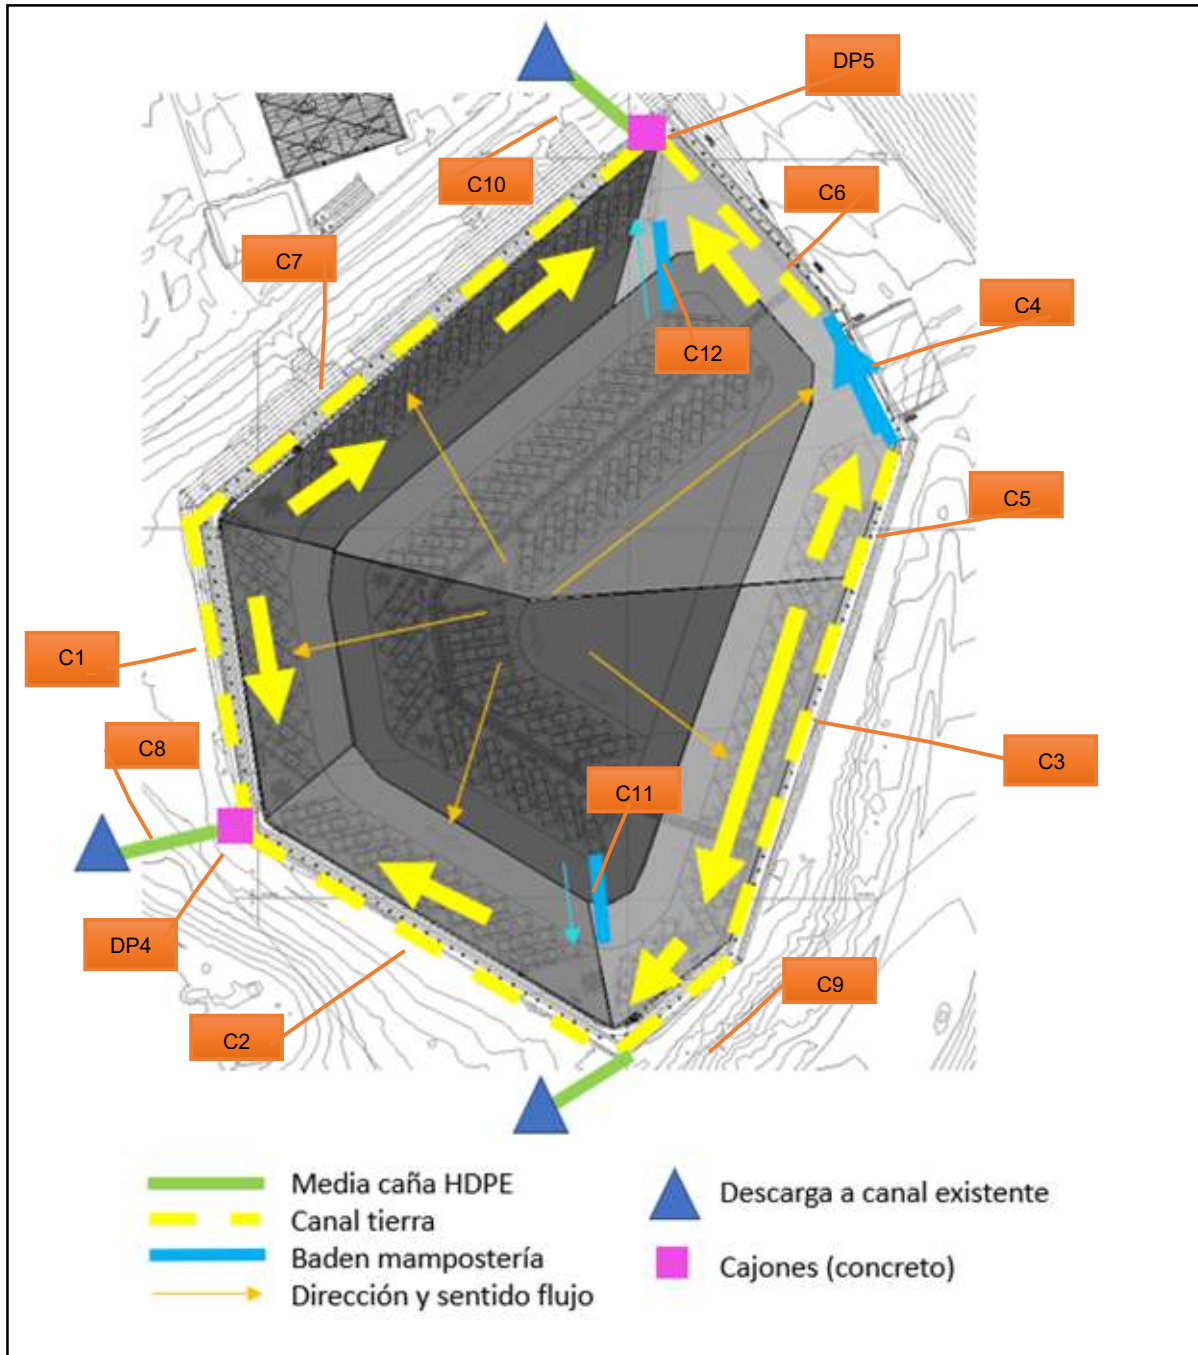 DP5
C10
C6
C7
C4
C12
C5
C1
C8
C3
C11
DP4
C9
C2
Media caña HDPE
Canal tierra
Baden mampostería
Dirección y sentido flujo
Descarga a canal existente
Cajones (concreto)